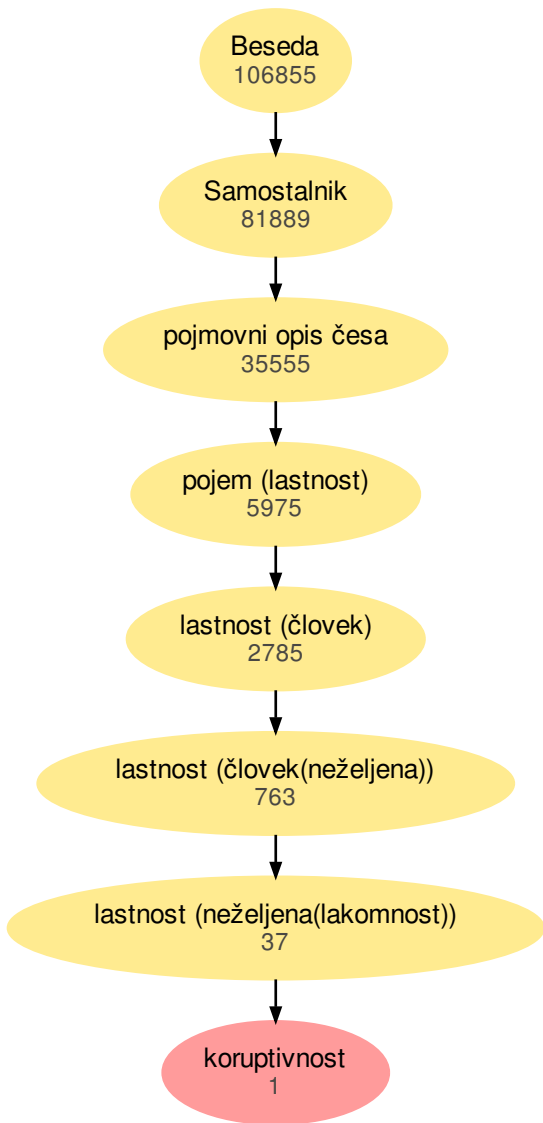 Beseda
106855
Samostalnik
81889
pojmovni opis česa
35555
pojem (lastnost)
5975
lastnost (človek)
2785
lastnost (človek(neželjena))
763
lastnost (neželjena(lakomnost))
37
koruptivnost
1